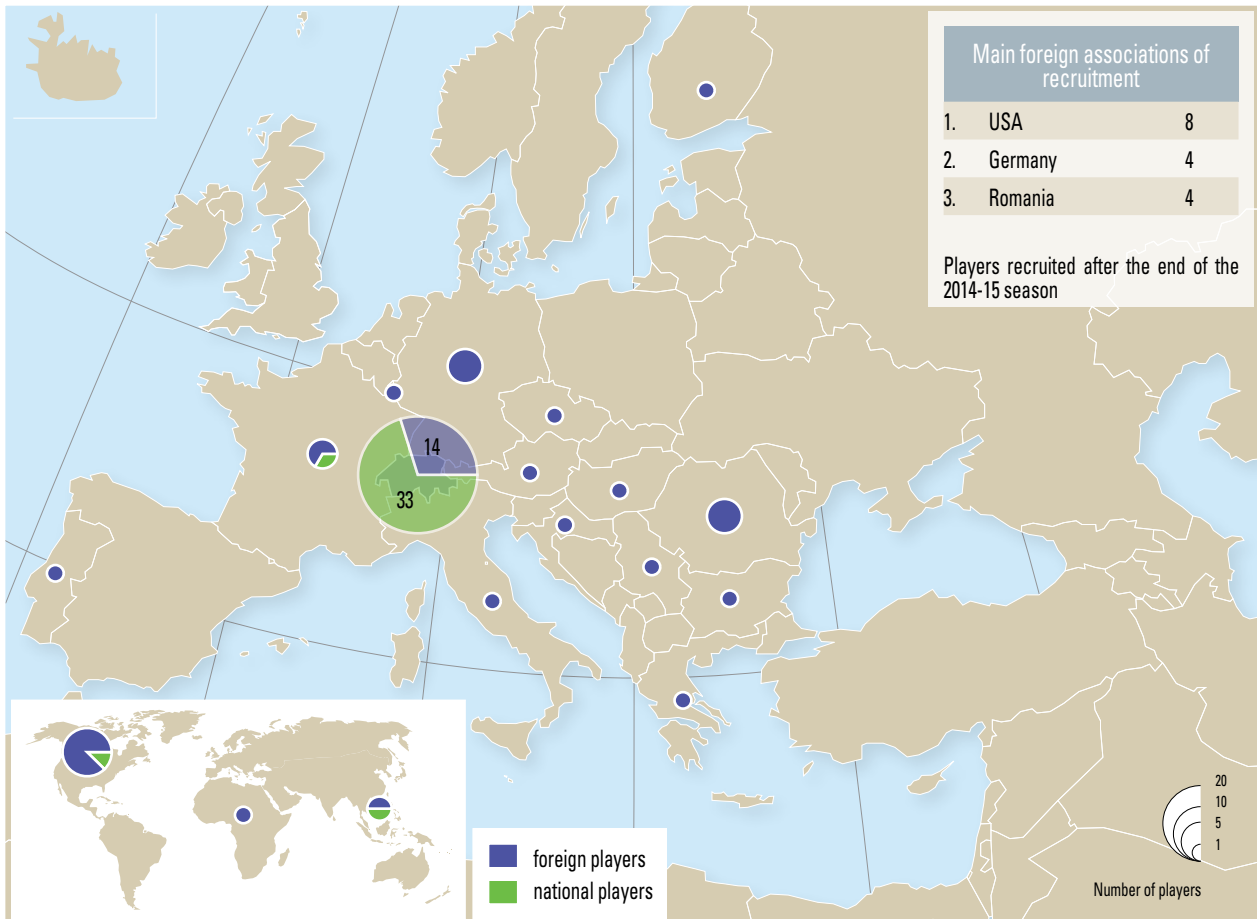 Main foreign associations of
recruitment
1. USA 8
2. Germany 4
3. Romania 4
Players recruited after the end of the
2014-15 season
14
33
foreign players
national players
20
10
5
1
Number of players